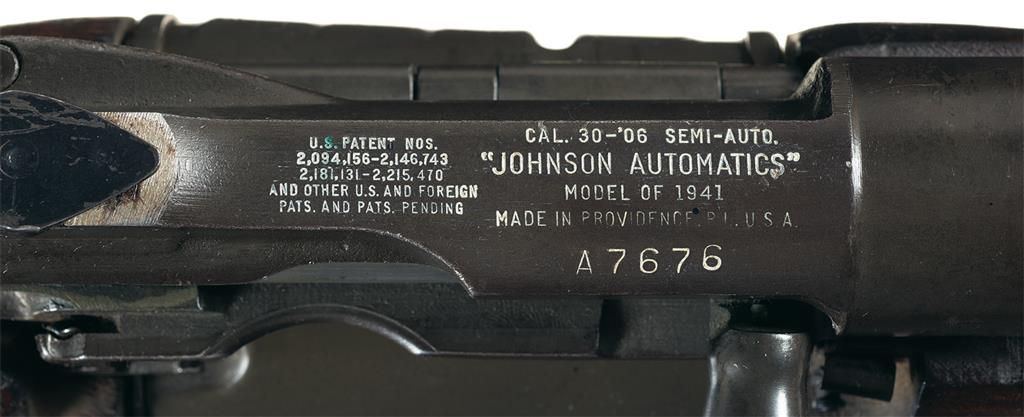 U.S. PATENT NOS.
2,094,156-2,146,743
2,181,131-2,215,470
AND OTHER U.S. AND FOREIGN
PATS. AND PATS. PENDING
CAL. 30-'06 SEMI-AUTO.
"JOHNSON AUTOMATICS"
MODEL OF 1941
MADE IN PROVIDENCE, R.I., U.S.A.
A7676